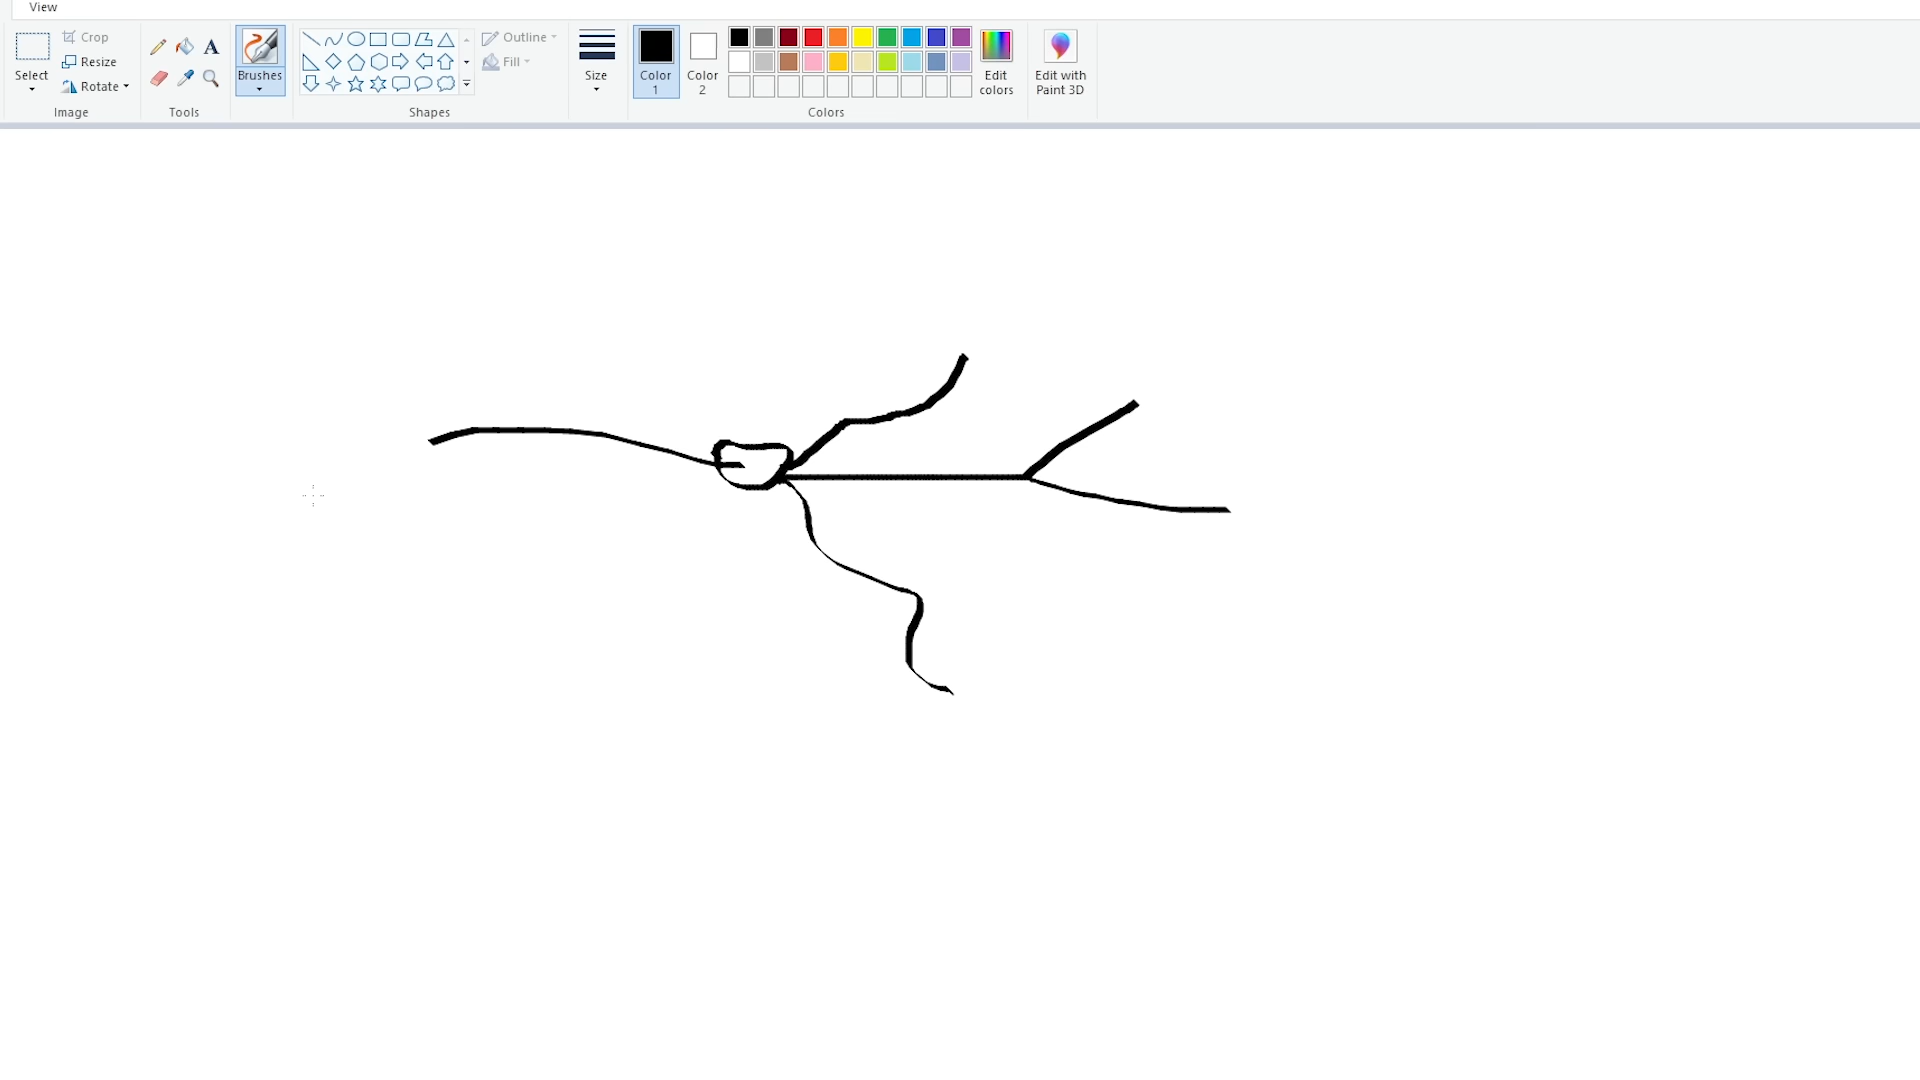 View
Crop
Select
Resize
Rotate
Image
A
Tools
Brushes
Outline
Fill
Shapes
Size
Color 1
Color 2
Edit colors
Edit with Paint 3D
Colors